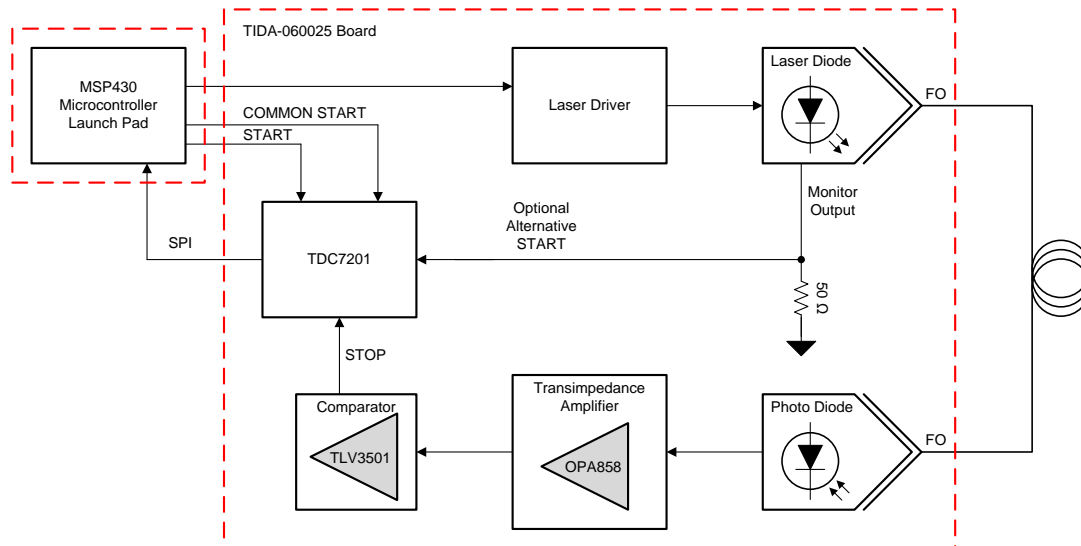 TIDA-060025 Board
MSP430
Microcontroller
Launch Pad
COMMON START
START
Laser Driver
Laser Diode
FO
Monitor
Output
Optional
Alternative
START
SPI
TDC7201
50 Ω
STOP
Comparator
TLV3501
Transimpedance
Amplifier
OPA858
Photo Diode
FO